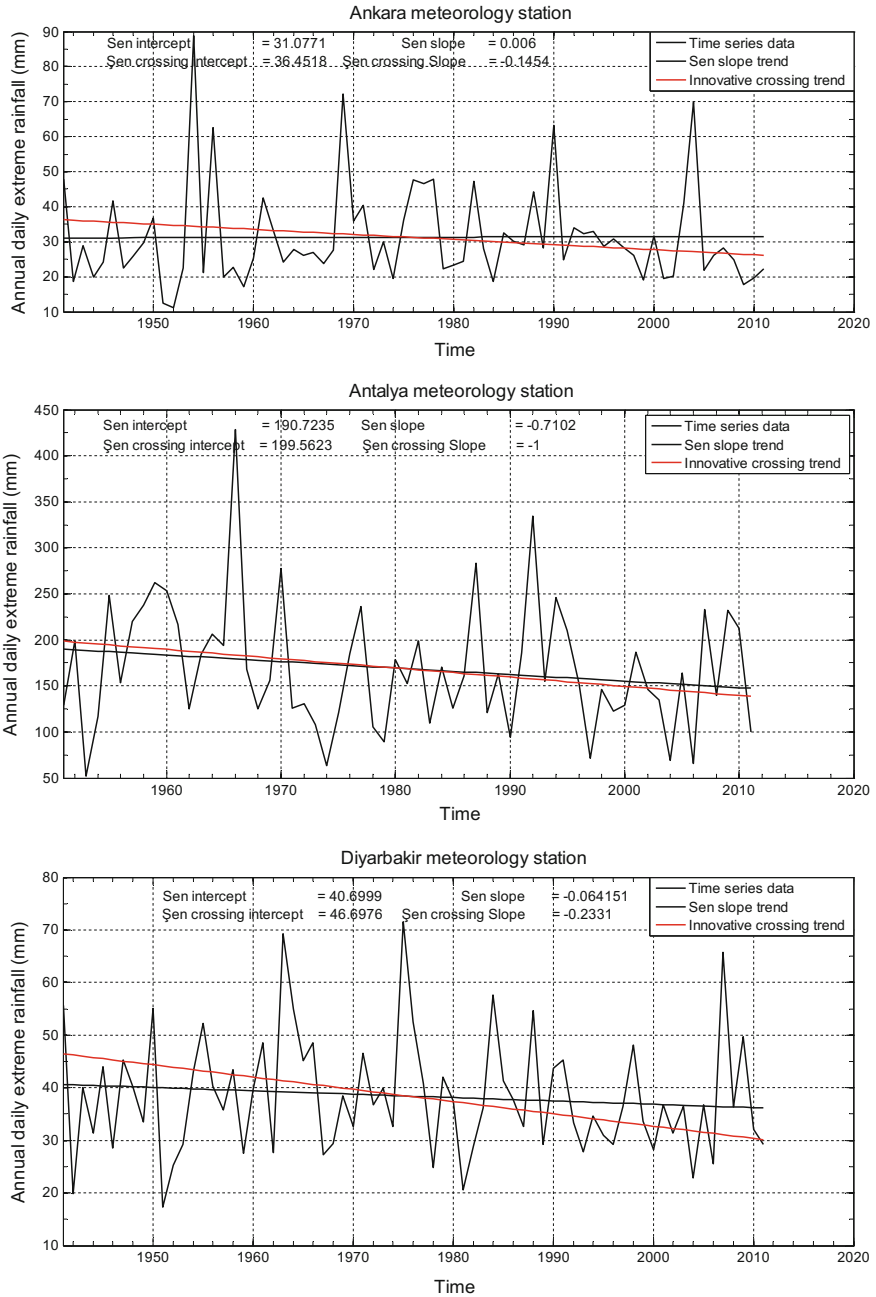 Ankara meteorology station
Annual daily extreme rainfall (mm)
90
80
70
60
50
40
30
20
10
Sen intercept = 31.0771 Sen slope = 0.006
Şen crossing intercept = 36.4518 Şen crossing Slope = -0.1454
Time series data
Sen slope trend
Innovative crossing trend
1950 1960 1970 1980 1990 2000 2010 2020
Time
Antalya meteorology station
Annual daily extreme rainfall (mm)
450
400
350
300
250
200
150
100
50
Sen intercept = 190.7235 Sen slope = -0.7102
Şen crossing intercept = 199.5623 Şen crossing Slope = -1
Time series data
Sen slope trend
Innovative crossing trend
1960 1970 1980 1990 2000 2010 2020
Time
Diyarbakir meteorology station
Annual daily extreme rainfall (mm)
80
70
60
50
40
30
20
10
Sen intercept = 40.6999 Sen slope = -0.064151
Şen crossing intercept = 46.6976 Şen crossing Slope = -0.2331
Time series data
Sen slope trend
Innovative crossing trend
1950 1960 1970 1980 1990 2000 2010 2020
Time